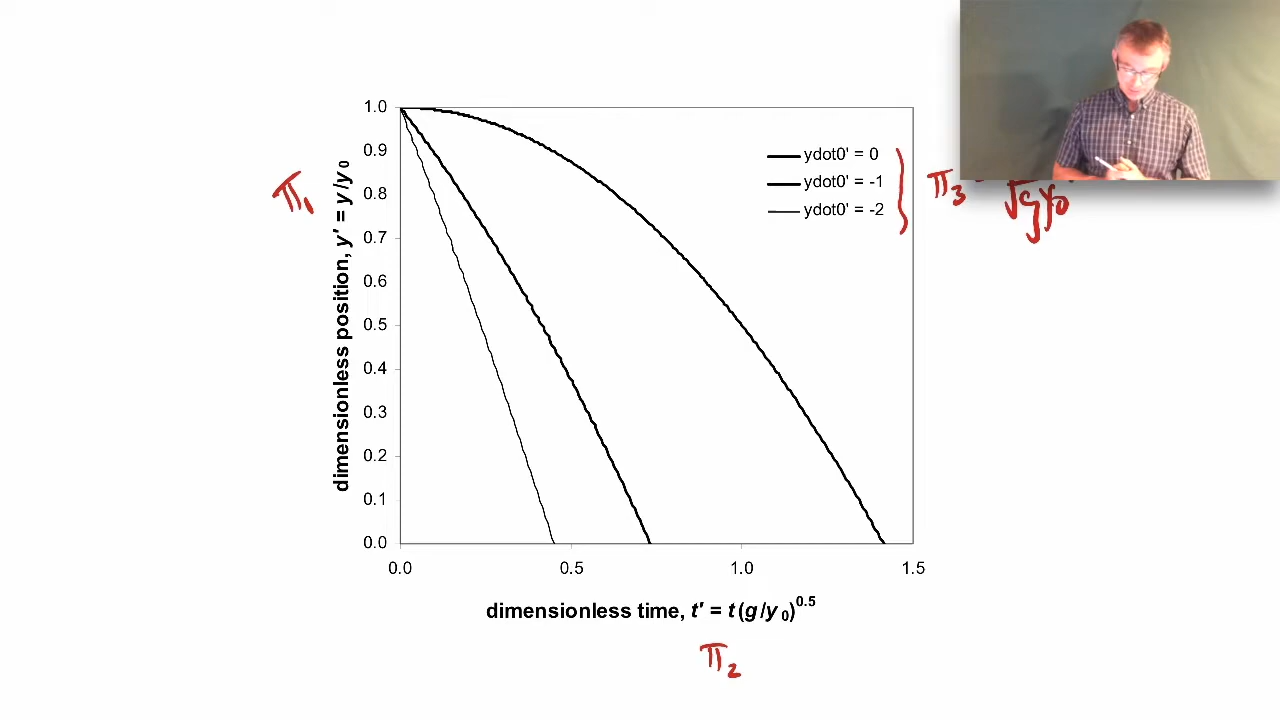 1.0
0.9
0.8
0.7
0.6
0.5
0.4
0.3
0.2
0.1
0.0
dimensionless position, y′ = y/y₀
π₁
ydot0' = 0
ydot0' = -1
ydot0' = -2
π₃
√gy₀
0.0 0.5 1.0 1.5
dimensionless time, t′ = t(g/y₀)^0.5
π₂